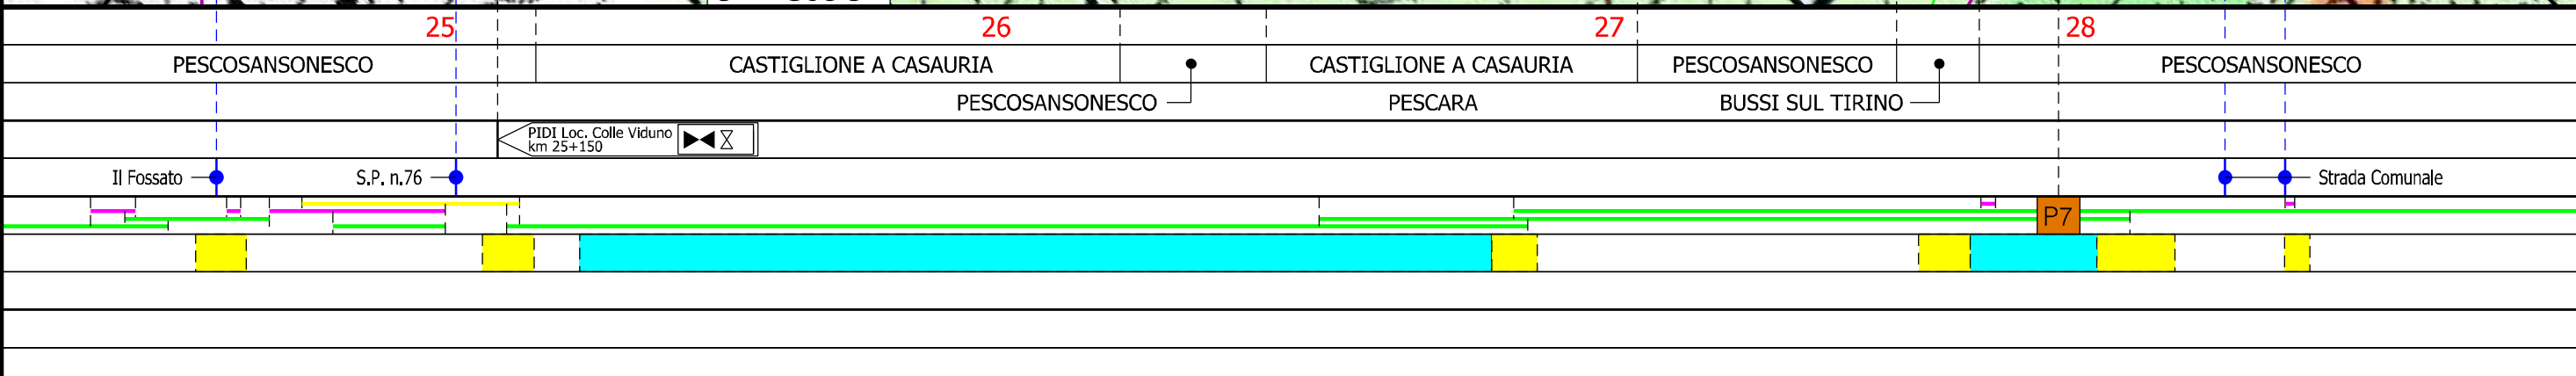 25 26 27 28
PESCOSANSONESCO CASTIGLIONE A CASAURIA CASTIGLIONE A CASAURIA PESCOSANSONESCO PESCOSANSONESCO
PESCOSANSONESCO PESCARA BUSSI SUL TIRINO
PIDI Loc. Colle Viduno
km 25+150
Il Fossato S.P. n.76 Strada Comunale
P7